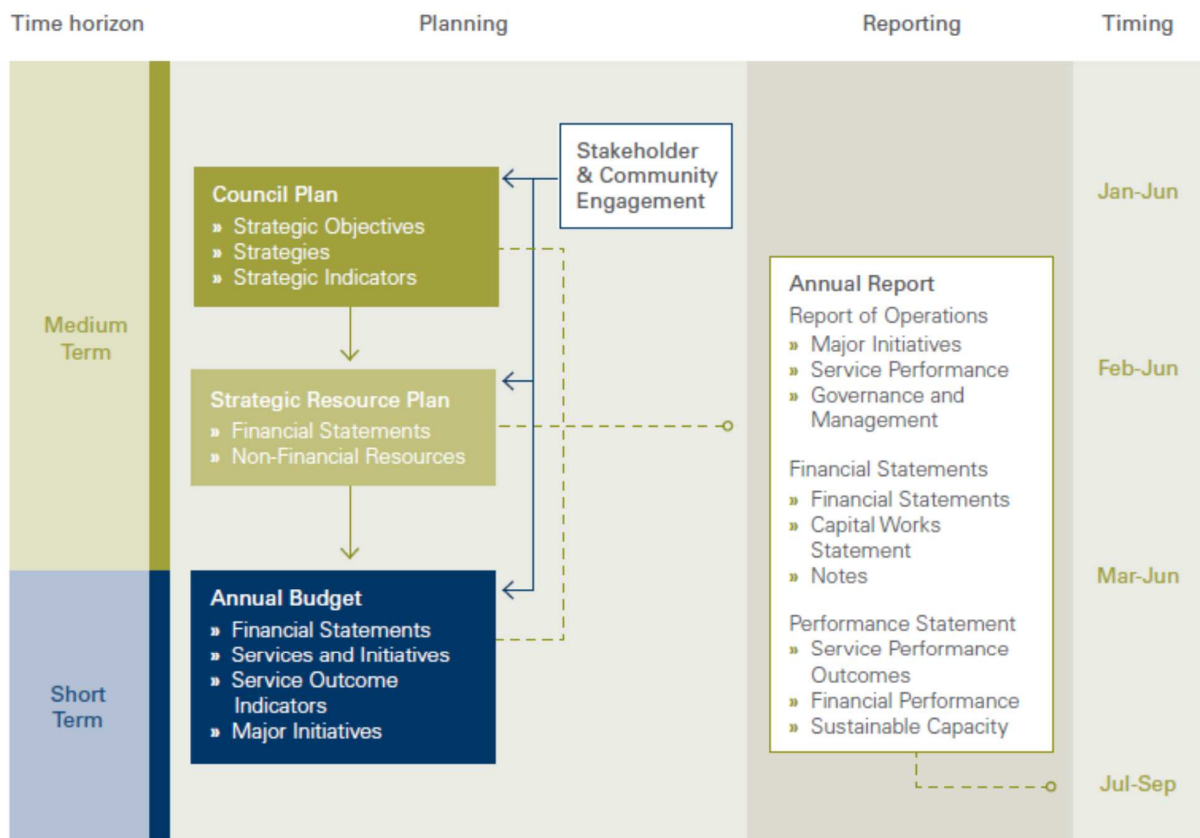 Time horizon
Planning
Reporting
Timing
Medium
Term
Short
Term
Council Plan
» Strategic Objectives
» Strategies
» Strategic Indicators
Stakeholder
& Community
Engagement
Strategic Resource Plan
» Financial Statements
» Non-Financial Resources
Annual Budget
» Financial Statements
» Services and Initiatives
» Service Outcome
Indicators
» Major Initiatives
Annual Report
Report of Operations
» Major Initiatives
» Service Performance
» Governance and
Management
Financial Statements
» Financial Statements
» Capital Works
Statement
» Notes
Performance Statement
» Service Performance
Outcomes
» Financial Performance
» Sustainable Capacity
Jan-Jun
Feb-Jun
Mar-Jun
Jul-Sep